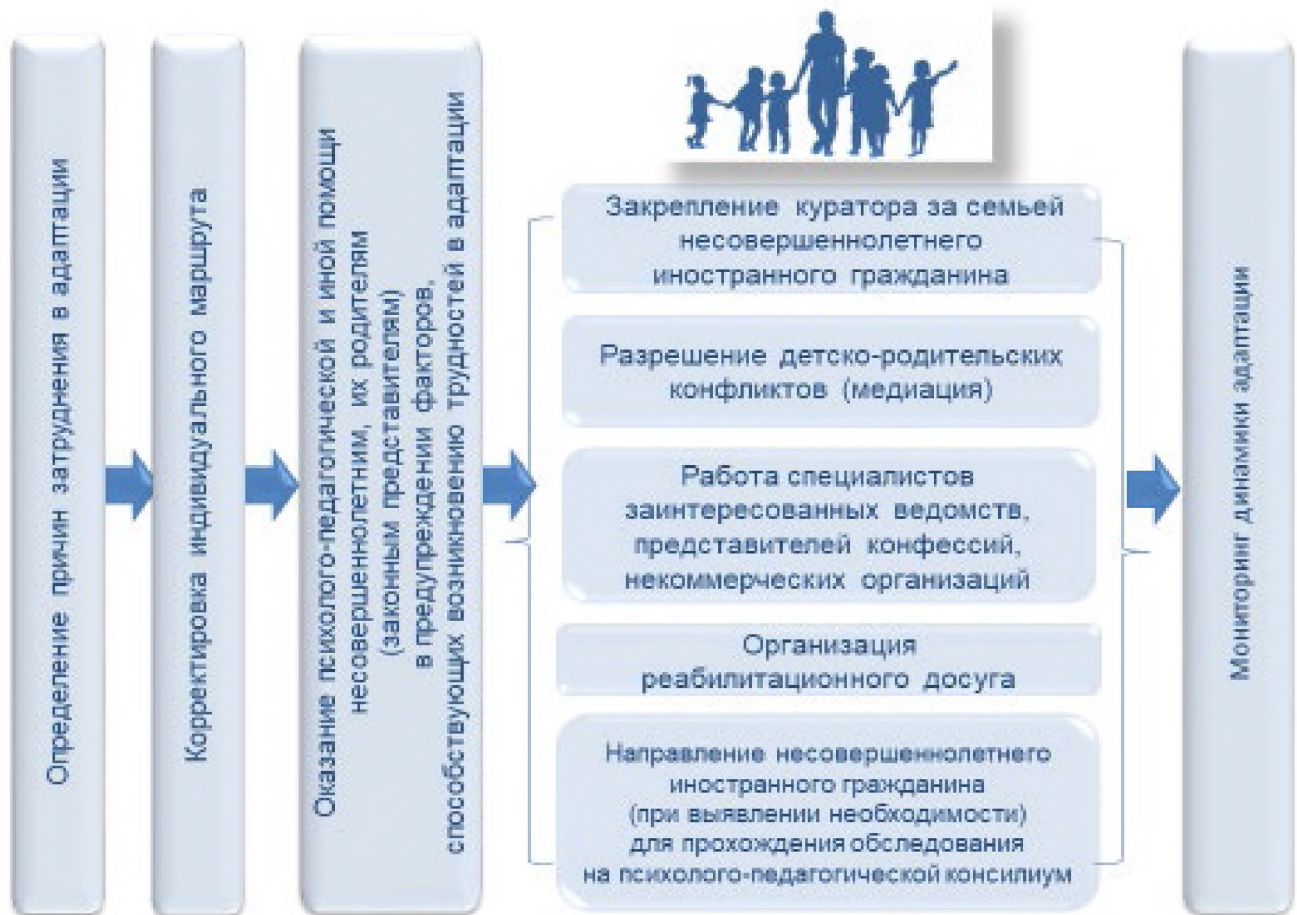 Определение причин затруднения в адаптации
Корректировка индивидуального маршрута
Оказание психолого-педагогической и иной помощи
несовершеннолетним, их родителям
(законным представителям)
в предупреждении факторов,
способствующих возникновению трудностей в адаптации
Закрепление куратора за семьей
несовершеннолетнего
иностранного гражданина
Разрешение детско-родительских
конфликтов (медиация)
Работа специалистов
заинтересованных ведомств,
представителей конфессий,
некоммерческих организаций
Организация
реабилитационного досуга
Направление несовершеннолетнего
иностранного гражданина
(при выявлении необходимости)
для прохождения обследования
на психолого-педагогической консилиум
Мониторинг динамики адаптации